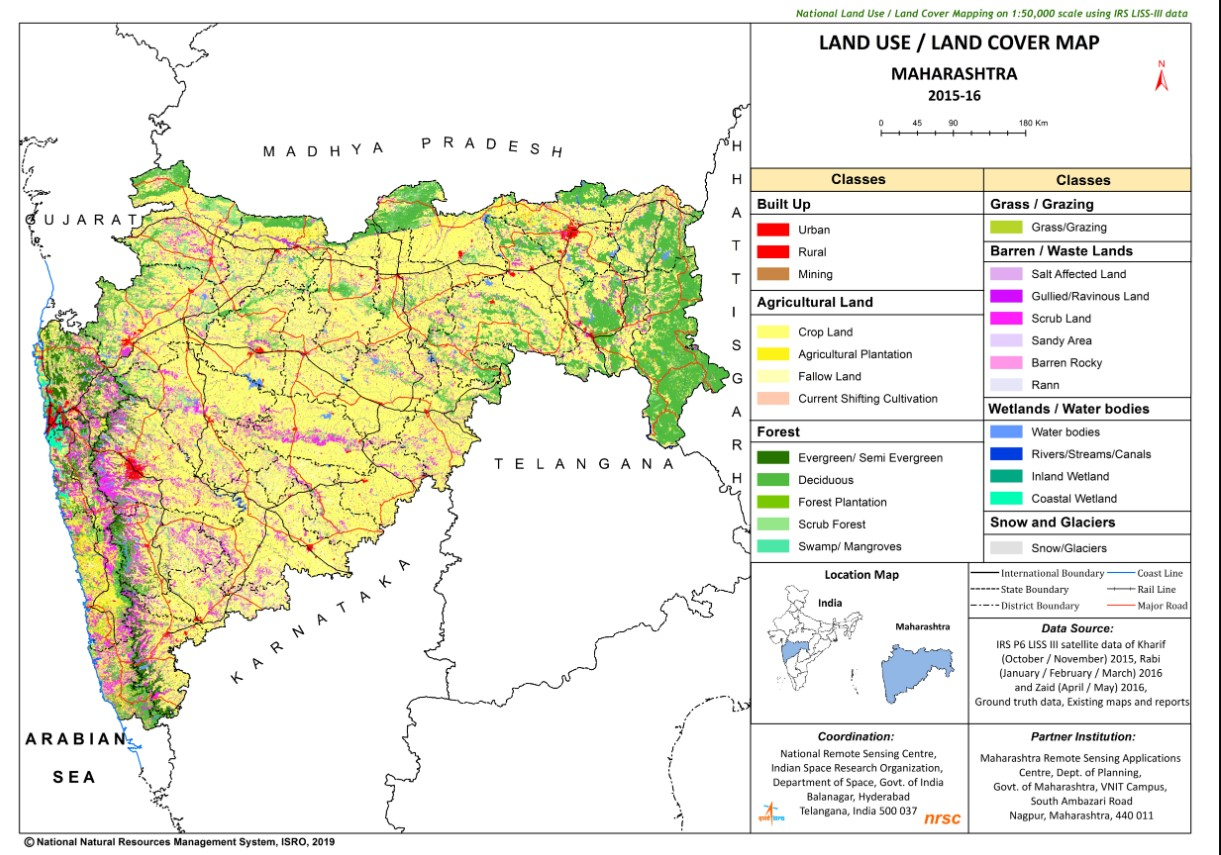 National Land Use / Land Cover Mapping on 1:50,000 scale using IRS LISS-III data
LAND USE / LAND COVER MAP
MAHARASHTRA
2015-16
N
0 45 90 180 Km
MADHYA PRADESH
GUJARAT
CHHATTISGARH
TELANGANA
KARNATAKA
ARABIAN
SEA
Classes
Built Up
Urban
Rural
Mining
Agricultural Land
Crop Land
Agricultural Plantation
Fallow Land
Current Shifting Cultivation
Forest
Evergreen/ Semi Evergreen
Deciduous
Forest Plantation
Scrub Forest
Swamp/ Mangroves
Classes
Grass / Grazing
Grass/Grazing
Barren / Waste Lands
Salt Affected Land
Gullied/Ravinous Land
Scrub Land
Sandy Area
Barren Rocky
Rann
Wetlands / Water bodies
Water bodies
Rivers/Streams/Canals
Inland Wetland
Coastal Wetland
Snow and Glaciers
Snow/Glaciers
Location Map
India
Maharashtra
International Boundary
Coast Line
State Boundary
Rail Line
District Boundary
Major Road
Data Source:
IRS P6 LISS III satellite data of Kharif
(October / November) 2015, Rabi
(January / February / March) 2016
and Zaid (April / May) 2016,
Ground truth data, Existing maps and reports
Coordination:
National Remote Sensing Centre,
Indian Space Research Organization,
Department of Space, Govt. of India
Balanagar, Hyderabad
Telangana, India 500 037
nrsc
Partner Institution:
Maharashtra Remote Sensing Applications
Centre, Dept. of Planning,
Govt. of Maharashtra, VNIT Campus,
South Ambazari Road
Nagpur, Maharashtra, 440 011
© National Natural Resources Management System, ISRO, 2019